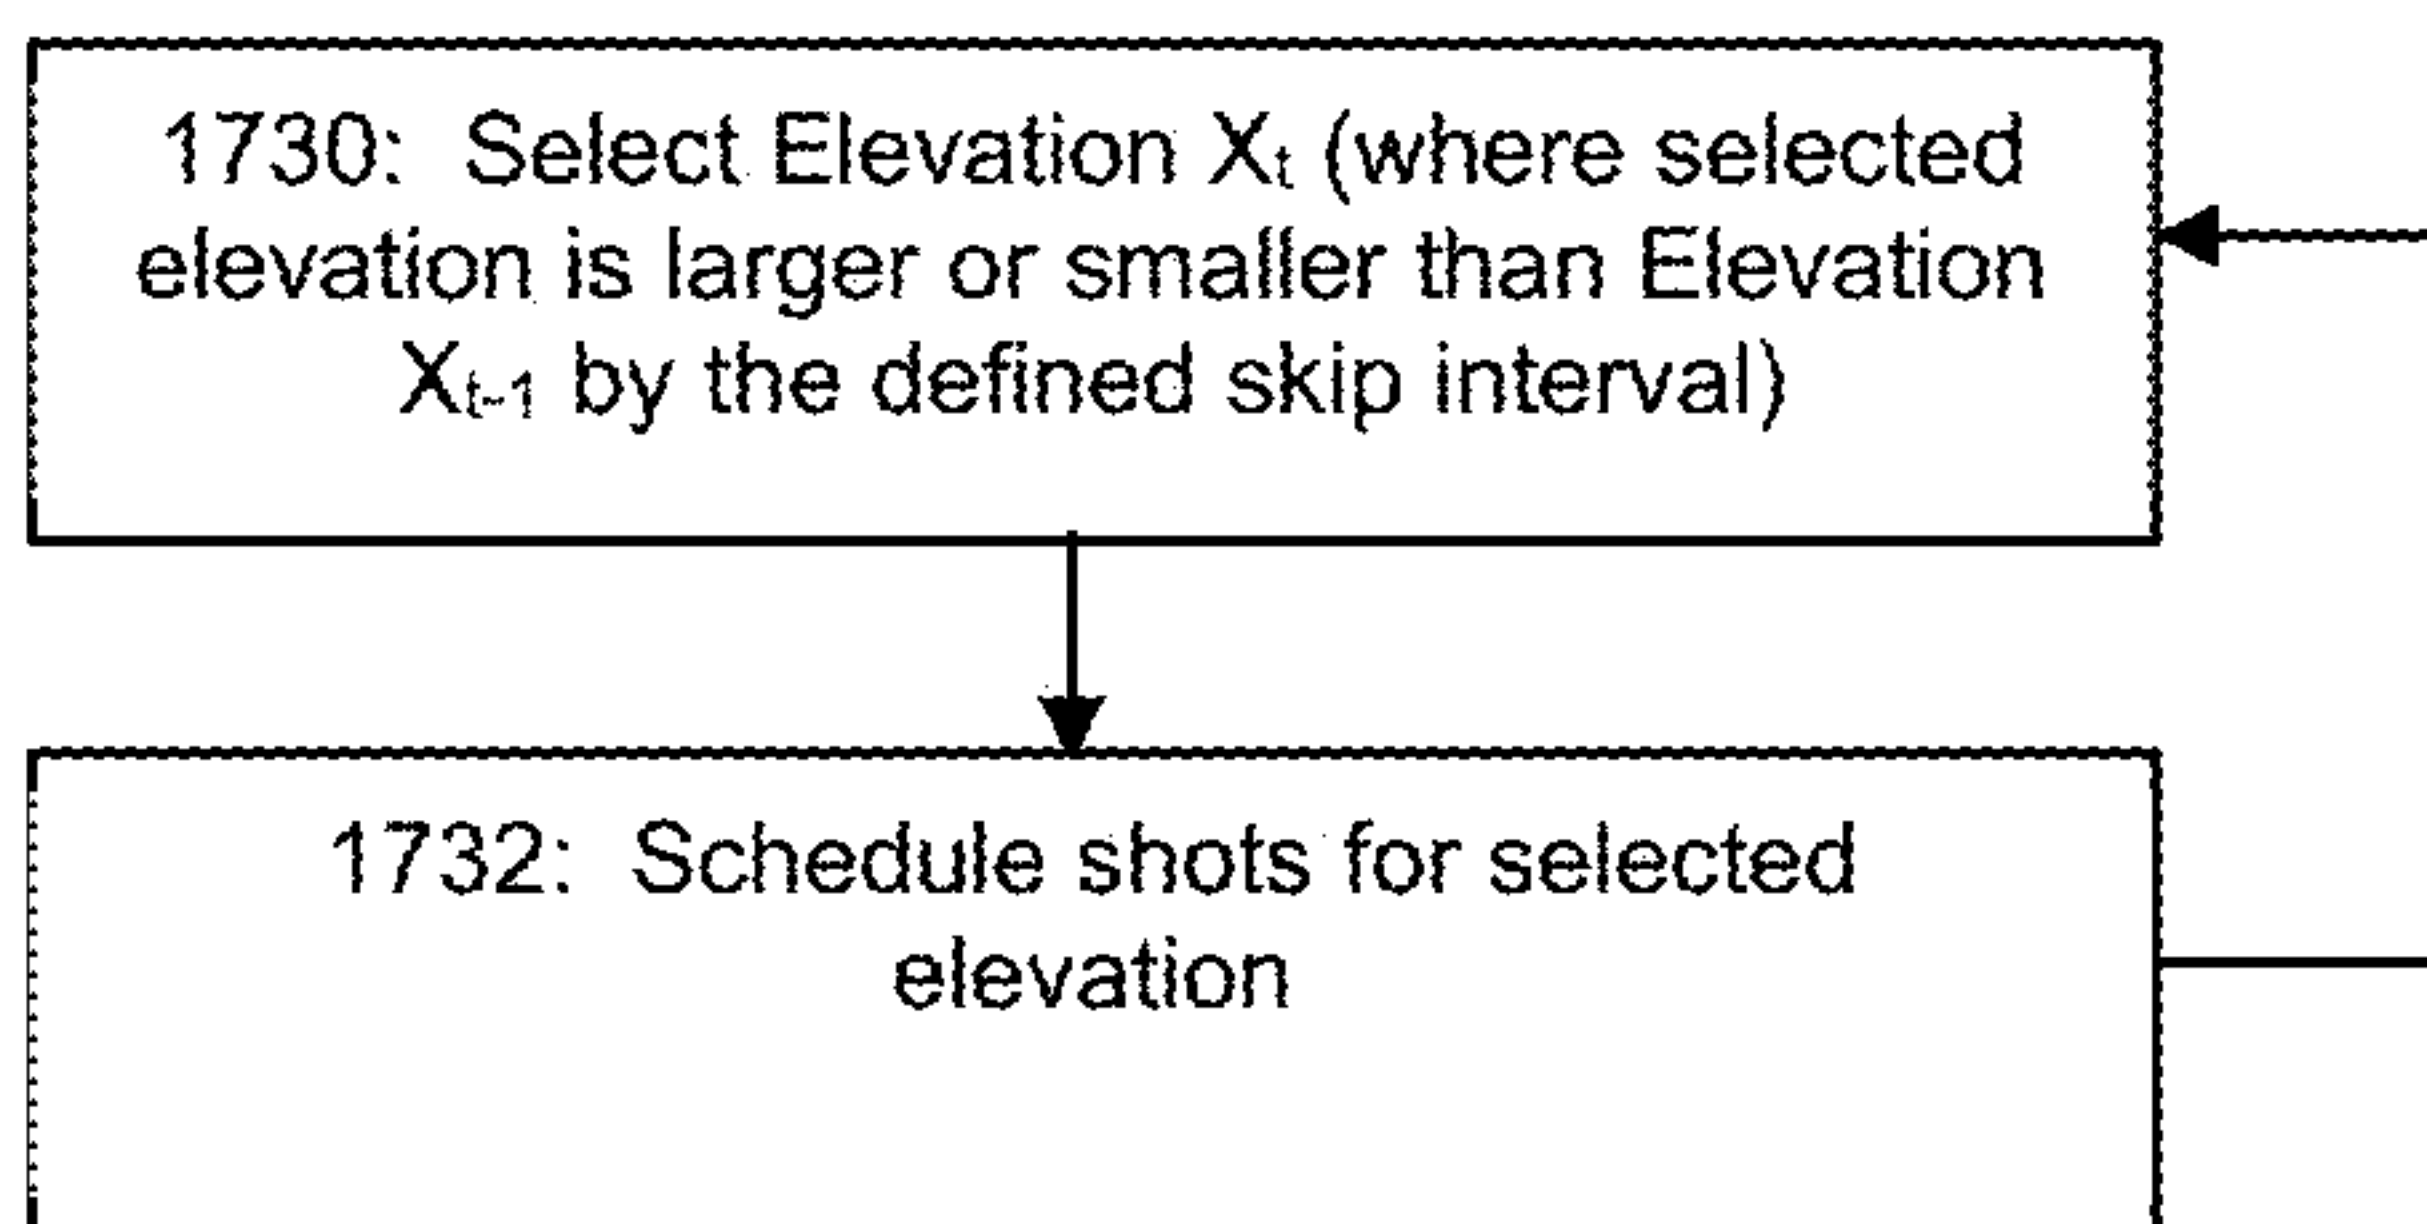 1730: Select Elevation Xt (where selected
elevation is larger or smaller than Elevation
Xt-1 by the defined skip interval)
1732: Schedule shots for selected
elevation